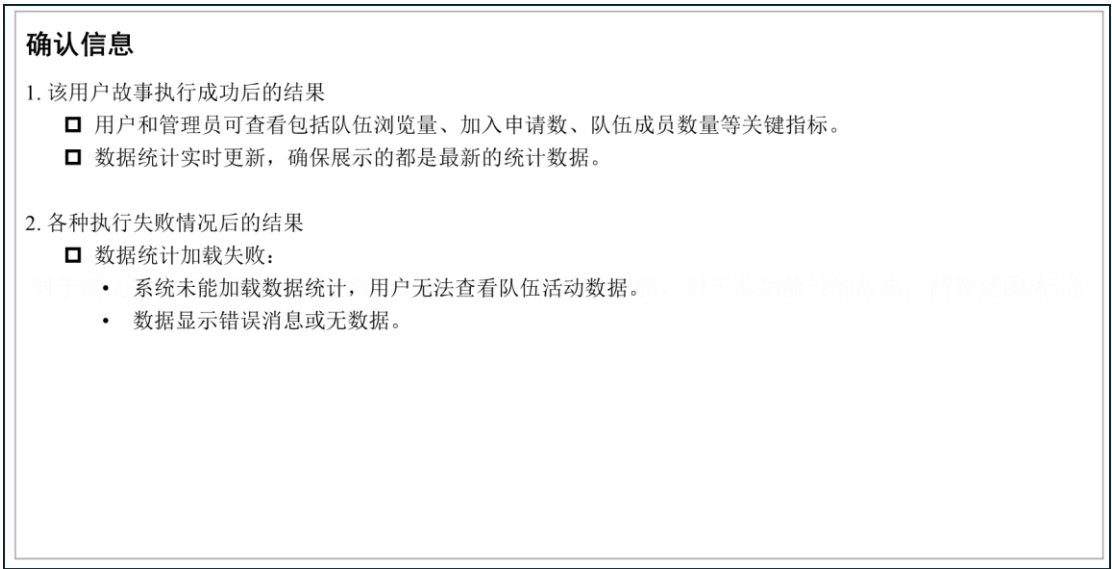 确认信息
1. 该用户故事执行成功后的结果
用户和管理员可查看包括队伍浏览量、加入申请数、队伍成员数量等关键指标。
数据统计实时更新，确保展示的都是最新的统计数据。
2. 各种执行失败情况后的结果
数据统计加载失败：
• 系统未能加载数据统计，用户无法查看队伍活动数据。
• 数据显示错误消息或无数据。